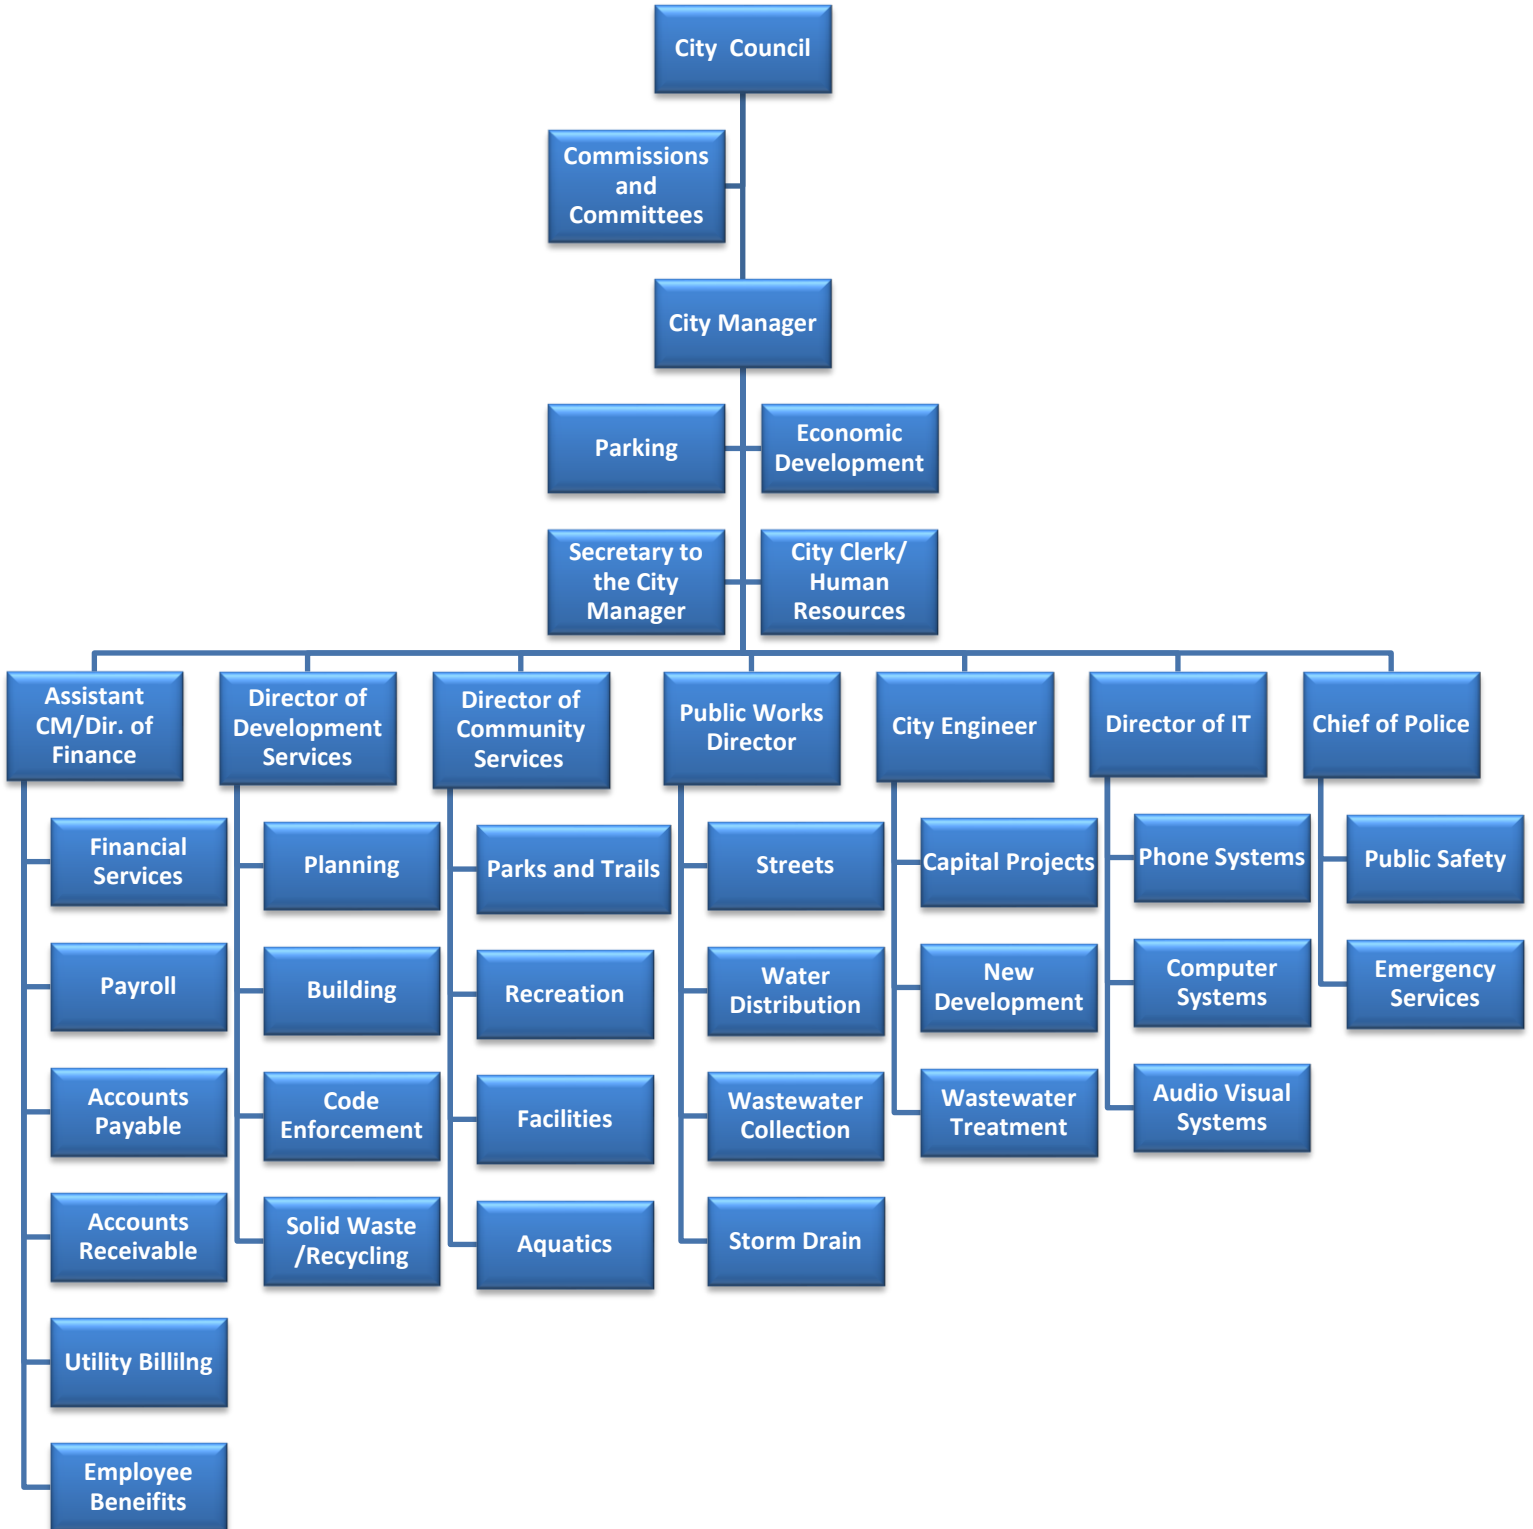 City Council
Commissions
and
Committees
City Manager
Parking
Economic
Development
Secretary to
the City
Manager
City Clerk/
Human
Resources
Assistant
CM/Dir. of
Finance
Financial
Services
Payroll
Accounts
Payable
Accounts
Receivable
Utility Billilng
Employee
Beneifits
Director of
Development
Services
Planning
Building
Code
Enforcement
Solid Waste
/Recycling
Director of
Community
Services
Parks and Trails
Recreation
Facilities
Aquatics
Public Works
Director
Streets
Water
Distribution
Wastewater
Collection
Storm Drain
City Engineer
Capital Projects
New
Development
Wastewater
Treatment
Director of IT
Phone Systems
Computer
Systems
Audio Visual
Systems
Chief of Police
Public Safety
Emergency
Services